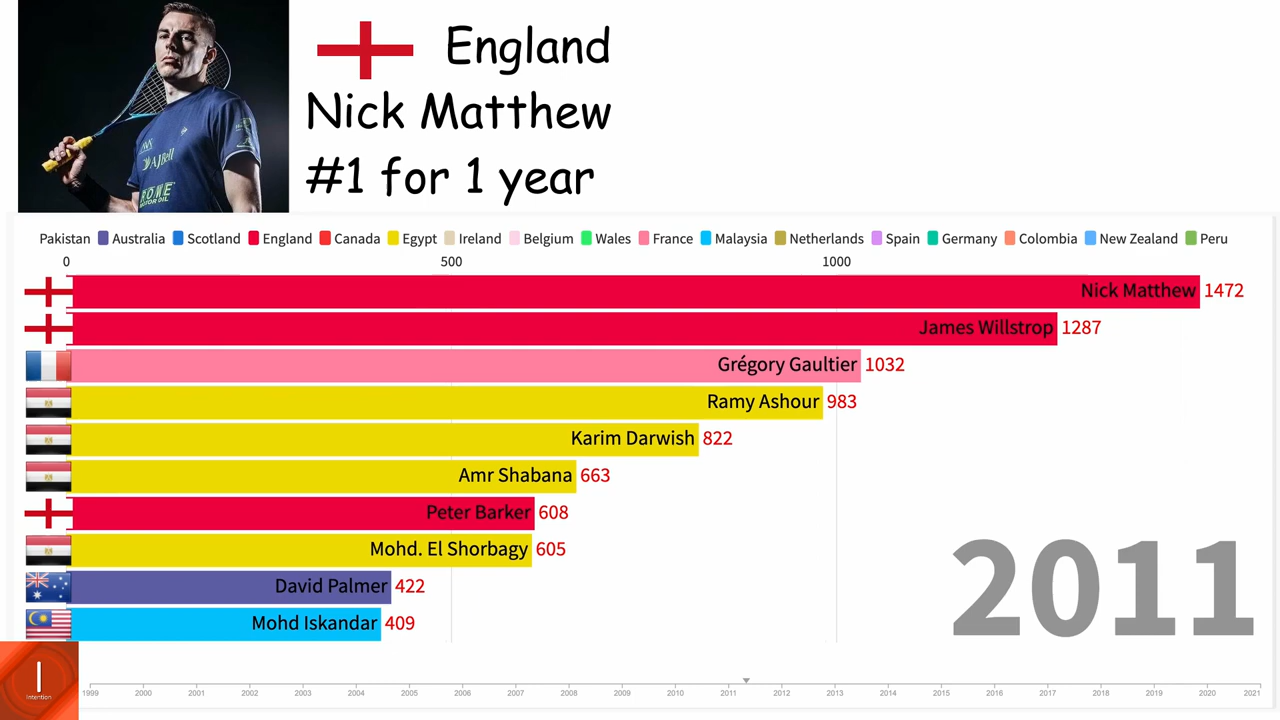 England
Nick Matthew
#1 for 1 year
AJBell
Pakistan Australia Scotland England Canada Egypt Ireland Belgium Wales France Malaysia Netherlands Spain Germany Colombia New Zealand Peru
0 500 1000
Nick Matthew 1472
James Willstrop 1287
Grégory Gaultier 1032
Ramy Ashour 983
Karim Darwish 822
Amr Shabana 663
Peter Barker 608
Mohd. El Shorbagy 605
David Palmer 422
Mohd Iskandar 409
2011
Intention
1999 2000 2001 2002 2003 2004 2005 2006 2007 2008 2009 2010 2011 2012 2013 2014 2015 2016 2017 2018 2019 2020 2021